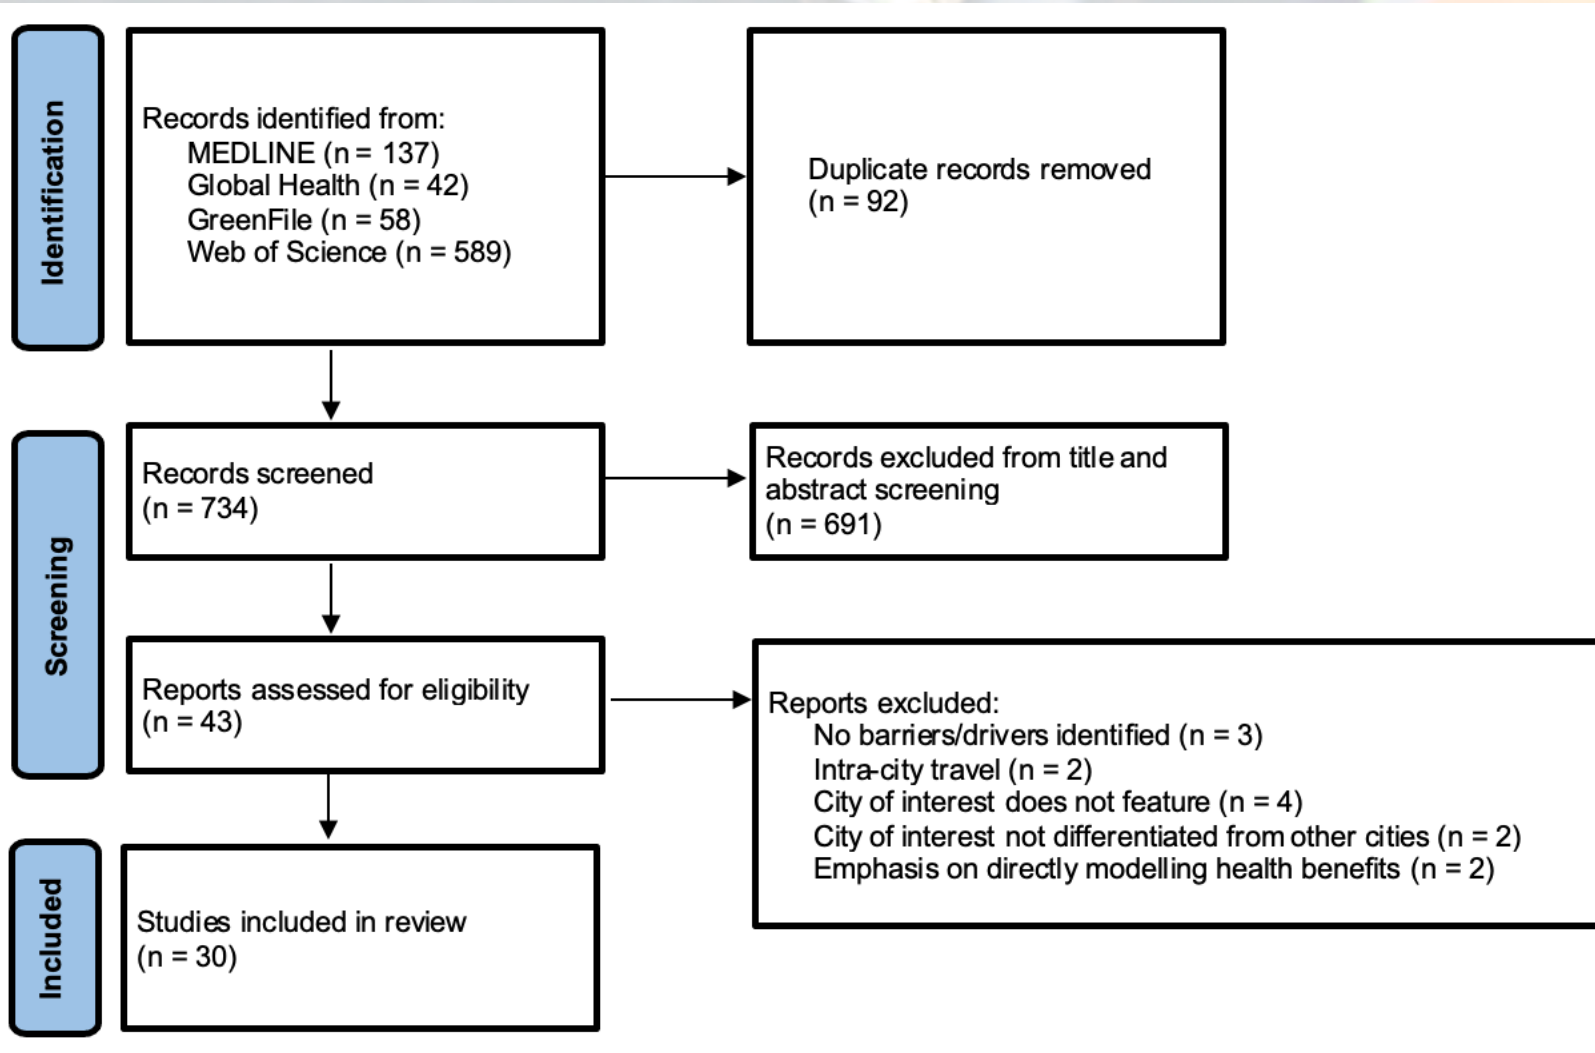 Identification
Records identified from:
MEDLINE (n = 137)
Global Health (n = 42)
GreenFile (n = 58)
Web of Science (n = 589)
Duplicate records removed
(n = 92)
Screening
Records screened
(n = 734)
Records excluded from title and
abstract screening
(n = 691)
Reports assessed for eligibility
(n = 43)
Reports excluded:
No barriers/drivers identified (n = 3)
Intra-city travel (n = 2)
City of interest does not feature (n = 4)
City of interest not differentiated from other cities (n = 2)
Emphasis on directly modelling health benefits (n = 2)
Included
Studies included in review
(n = 30)